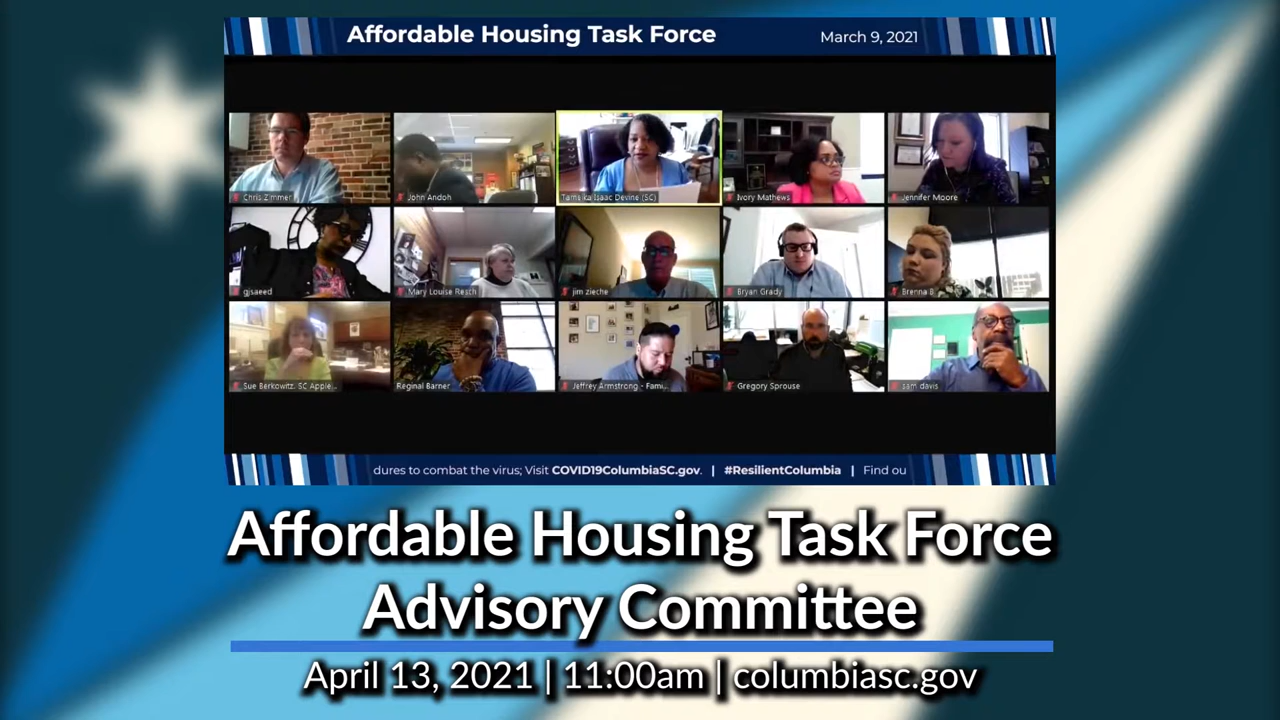 Affordable Housing Task Force
March 9, 2021
Chris Zimmer
John Andoh
Tameika Isaac Devine (SC)
Ivory Mathews
Jennifer Moore
gjsaeed
Mary Louise Resch
jim zieche
Bryan Grady
Brenna B
Sue Berkowitz. SC Apple...
Reginal Barner
Jeffrey Armstrong - Fami...
Gregory Sprouse
sam davis
dures to combat the virus; Visit COVID19ColumbiaSC.gov. | #ResilientColumbia | Find ou
Affordable Housing Task Force
Advisory Committee
April 13, 2021 | 11:00am | columbiasc.gov